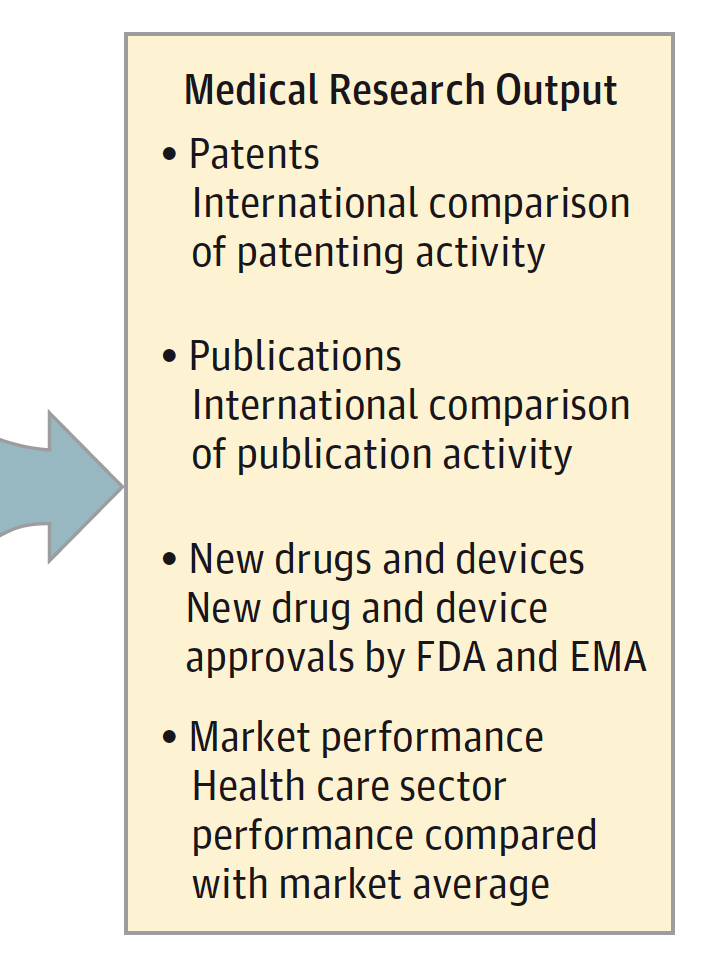 Medical Research Output
• Patents
International comparison
of patenting activity
• Publications
International comparison
of publication activity
• New drugs and devices
New drug and device
approvals by FDA and EMA
• Market performance
Health care sector
performance compared
with market average